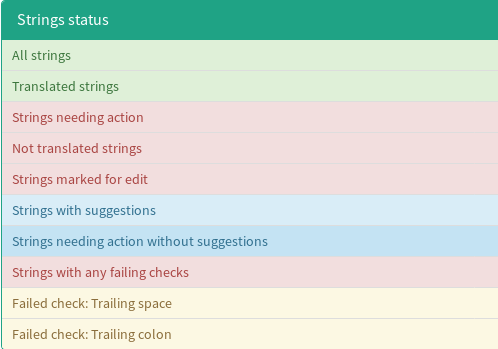 Strings status
All strings
Translated strings
Strings needing action
Not translated strings
Strings marked for edit
Strings with suggestions
Strings needing action without suggestions
Strings with any failing checks
Failed check: Trailing space
Failed check: Trailing colon